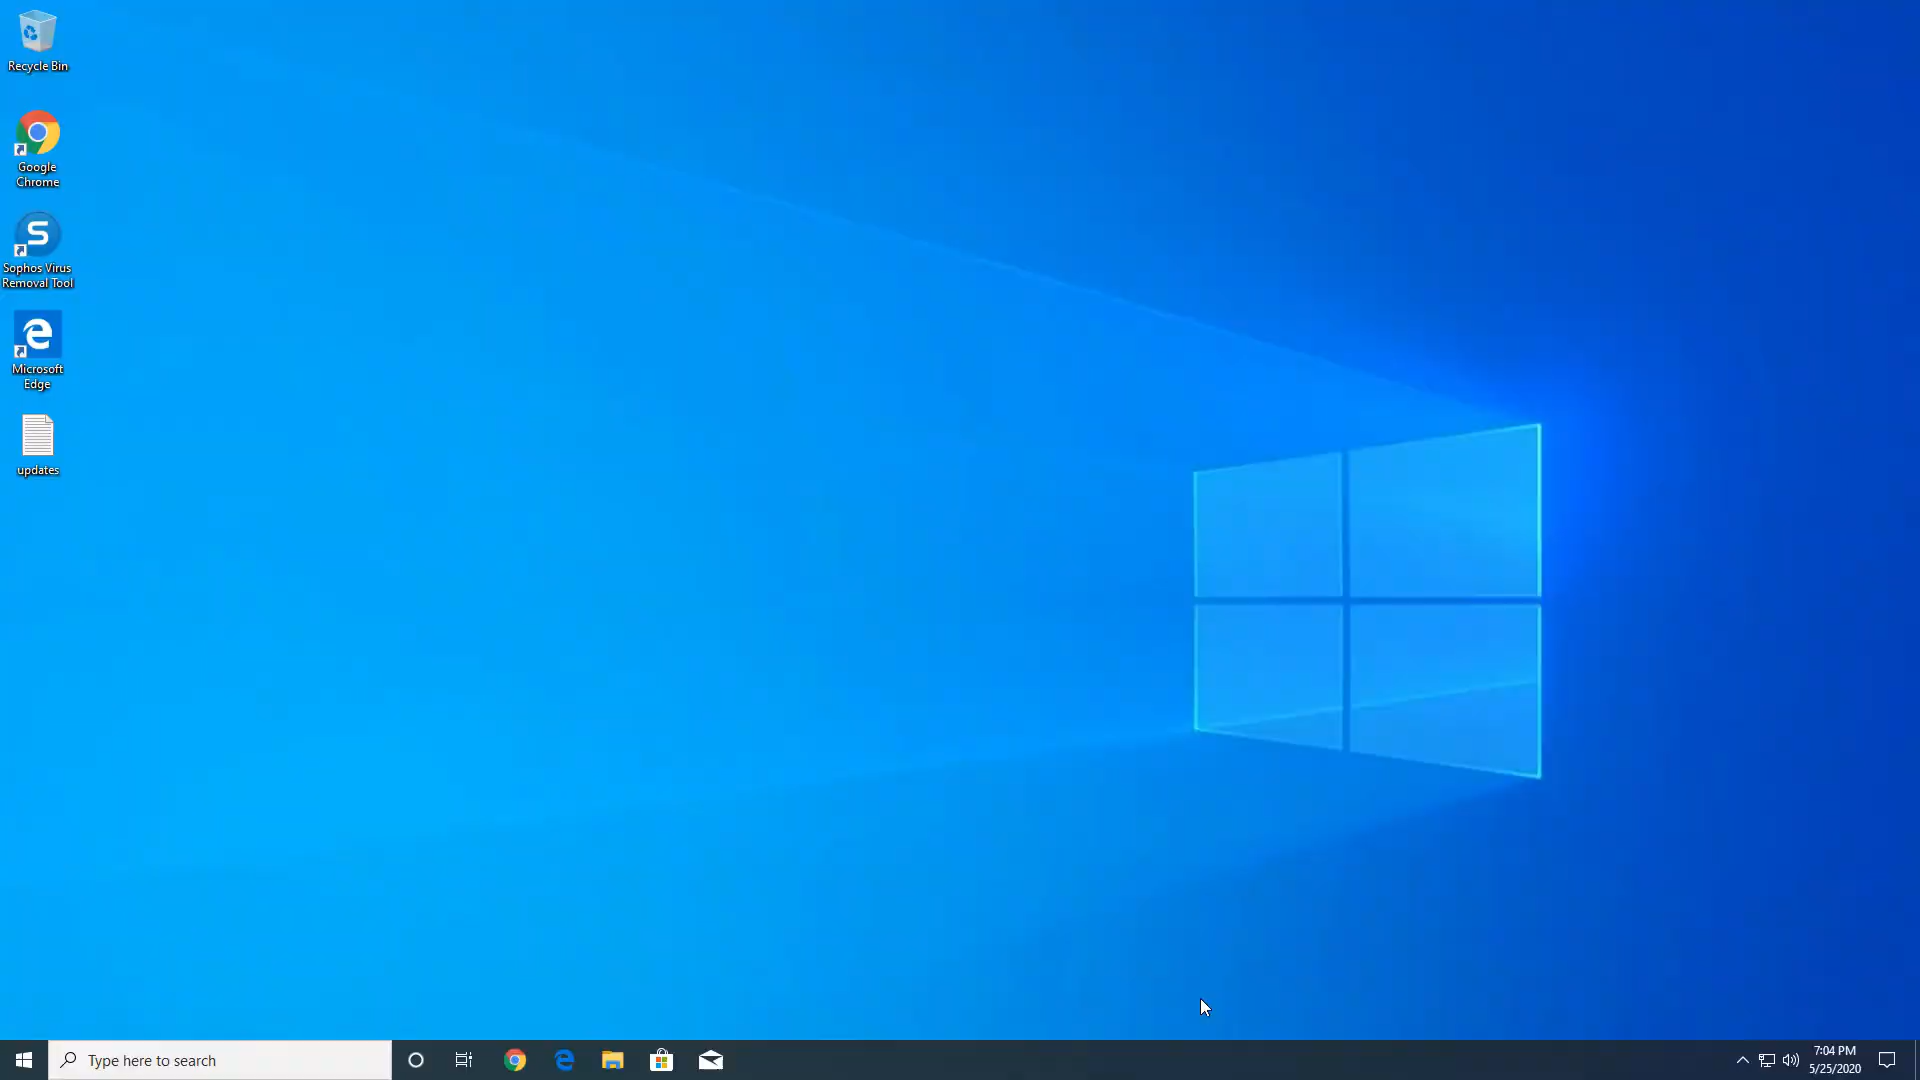 Recycle Bin
Google
Chrome
S
Sophos Virus
Removal Tool
Microsoft
Edge
updates
Type here to search
7:04 PM
5/25/2020